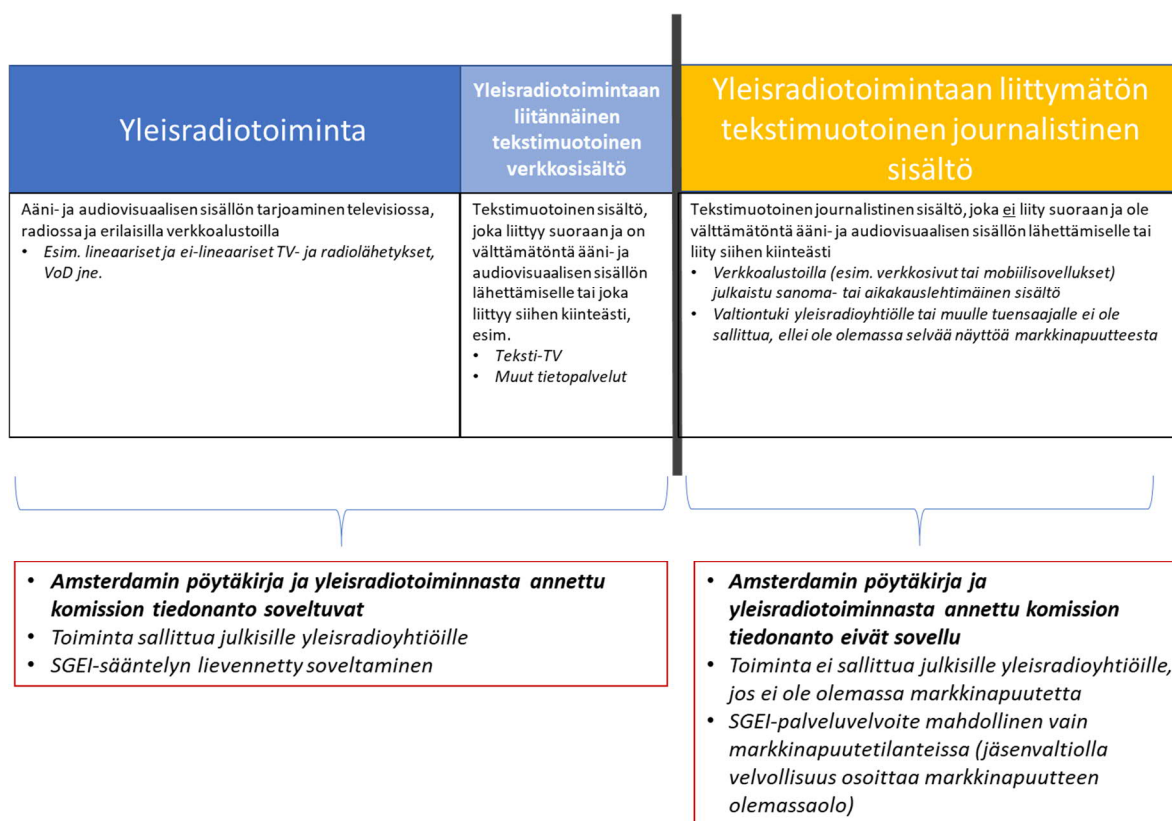 Yleisradiotoiminta
Ääni- ja audiovisuaalisen sisällön tarjoaminen televisiossa,
radiossa ja erilaisilla verkkoalustoilla
• Esim. lineaariset ja ei-lineaariset TV- ja radiolähetykset,
VoD jne.
Yleisradiotoimintaan
liitännäinen
tekstimuotoinen
verkkosisältö
Tekstimuotoinen sisältö,
joka liittyy suoraan ja on
välttämätöntä ääni- ja
audiovisuaalisen sisällön
lähettämiselle tai joka
liittyy siihen kiinteästi,
esim.
• Teksti-TV
• Muut tietopalvelut
Yleisradiotoimintaan liittymätön
tekstimuotoinen journalistinen
sisältö
Tekstimuotoinen journalistinen sisältö, joka ei liity suoraan ja ole
välttämätöntä ääni- ja audiovisuaalisen sisällön lähettämiselle tai
liity siihen kiinteästi
• Verkkoalustoilla (esim. verkkosivut tai mobiilisovellukset)
julkaistu sanoma- tai aikakauslehtimäinen sisältö
• Valtiontuki yleisradioyhtiölle tai muulle tuensaajalle ei ole
sallittua, ellei ole olemassa selvää näyttöä markkinapuutteesta
• Amsterdamin pöytäkirja ja yleisradiotoiminnasta annettu
komission tiedonanto soveltuvat
• Toiminta sallittua julkisille yleisradioyhtiöille
• SGEI-sääntelyn lievennetty soveltaminen
• Amsterdamin pöytäkirja ja
yleisradiotoiminnasta annettu komission
tiedonanto eivät sovellu
• Toiminta ei sallittua julkisille yleisradioyhtiöille,
jos ei ole olemassa markkinapuutetta
• SGEI-palveluvelvoite mahdollinen vain
markkinapuutetilanteissa (jäsenvaltiolla
velvollisuus osoittaa markkinapuutteen
olemassaolo)